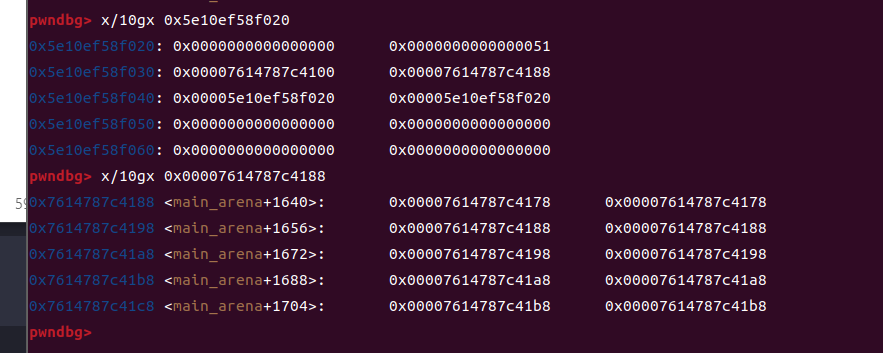 pwndbg> x/10gx 0x5e10ef58f020
0x5e10ef58f020: 0x0000000000000000 0x0000000000000051
0x5e10ef58f030: 0x00007614787c4100 0x00007614787c4188
0x5e10ef58f040: 0x00005e10ef58f020 0x00005e10ef58f020
0x5e10ef58f050: 0x0000000000000000 0x0000000000000000
0x5e10ef58f060: 0x0000000000000000 0x0000000000000000
pwndbg> x/10gx 0x00007614787c4188
0x7614787c4188 <main_arena+1640>: 0x00007614787c4178 0x00007614787c4178
0x7614787c4198 <main_arena+1656>: 0x00007614787c4188 0x00007614787c4188
0x7614787c41a8 <main_arena+1672>: 0x00007614787c4198 0x00007614787c4198
0x7614787c41b8 <main_arena+1688>: 0x00007614787c41a8 0x00007614787c41a8
0x7614787c41c8 <main_arena+1704>: 0x00007614787c41b8 0x00007614787c41b8
pwndbg>